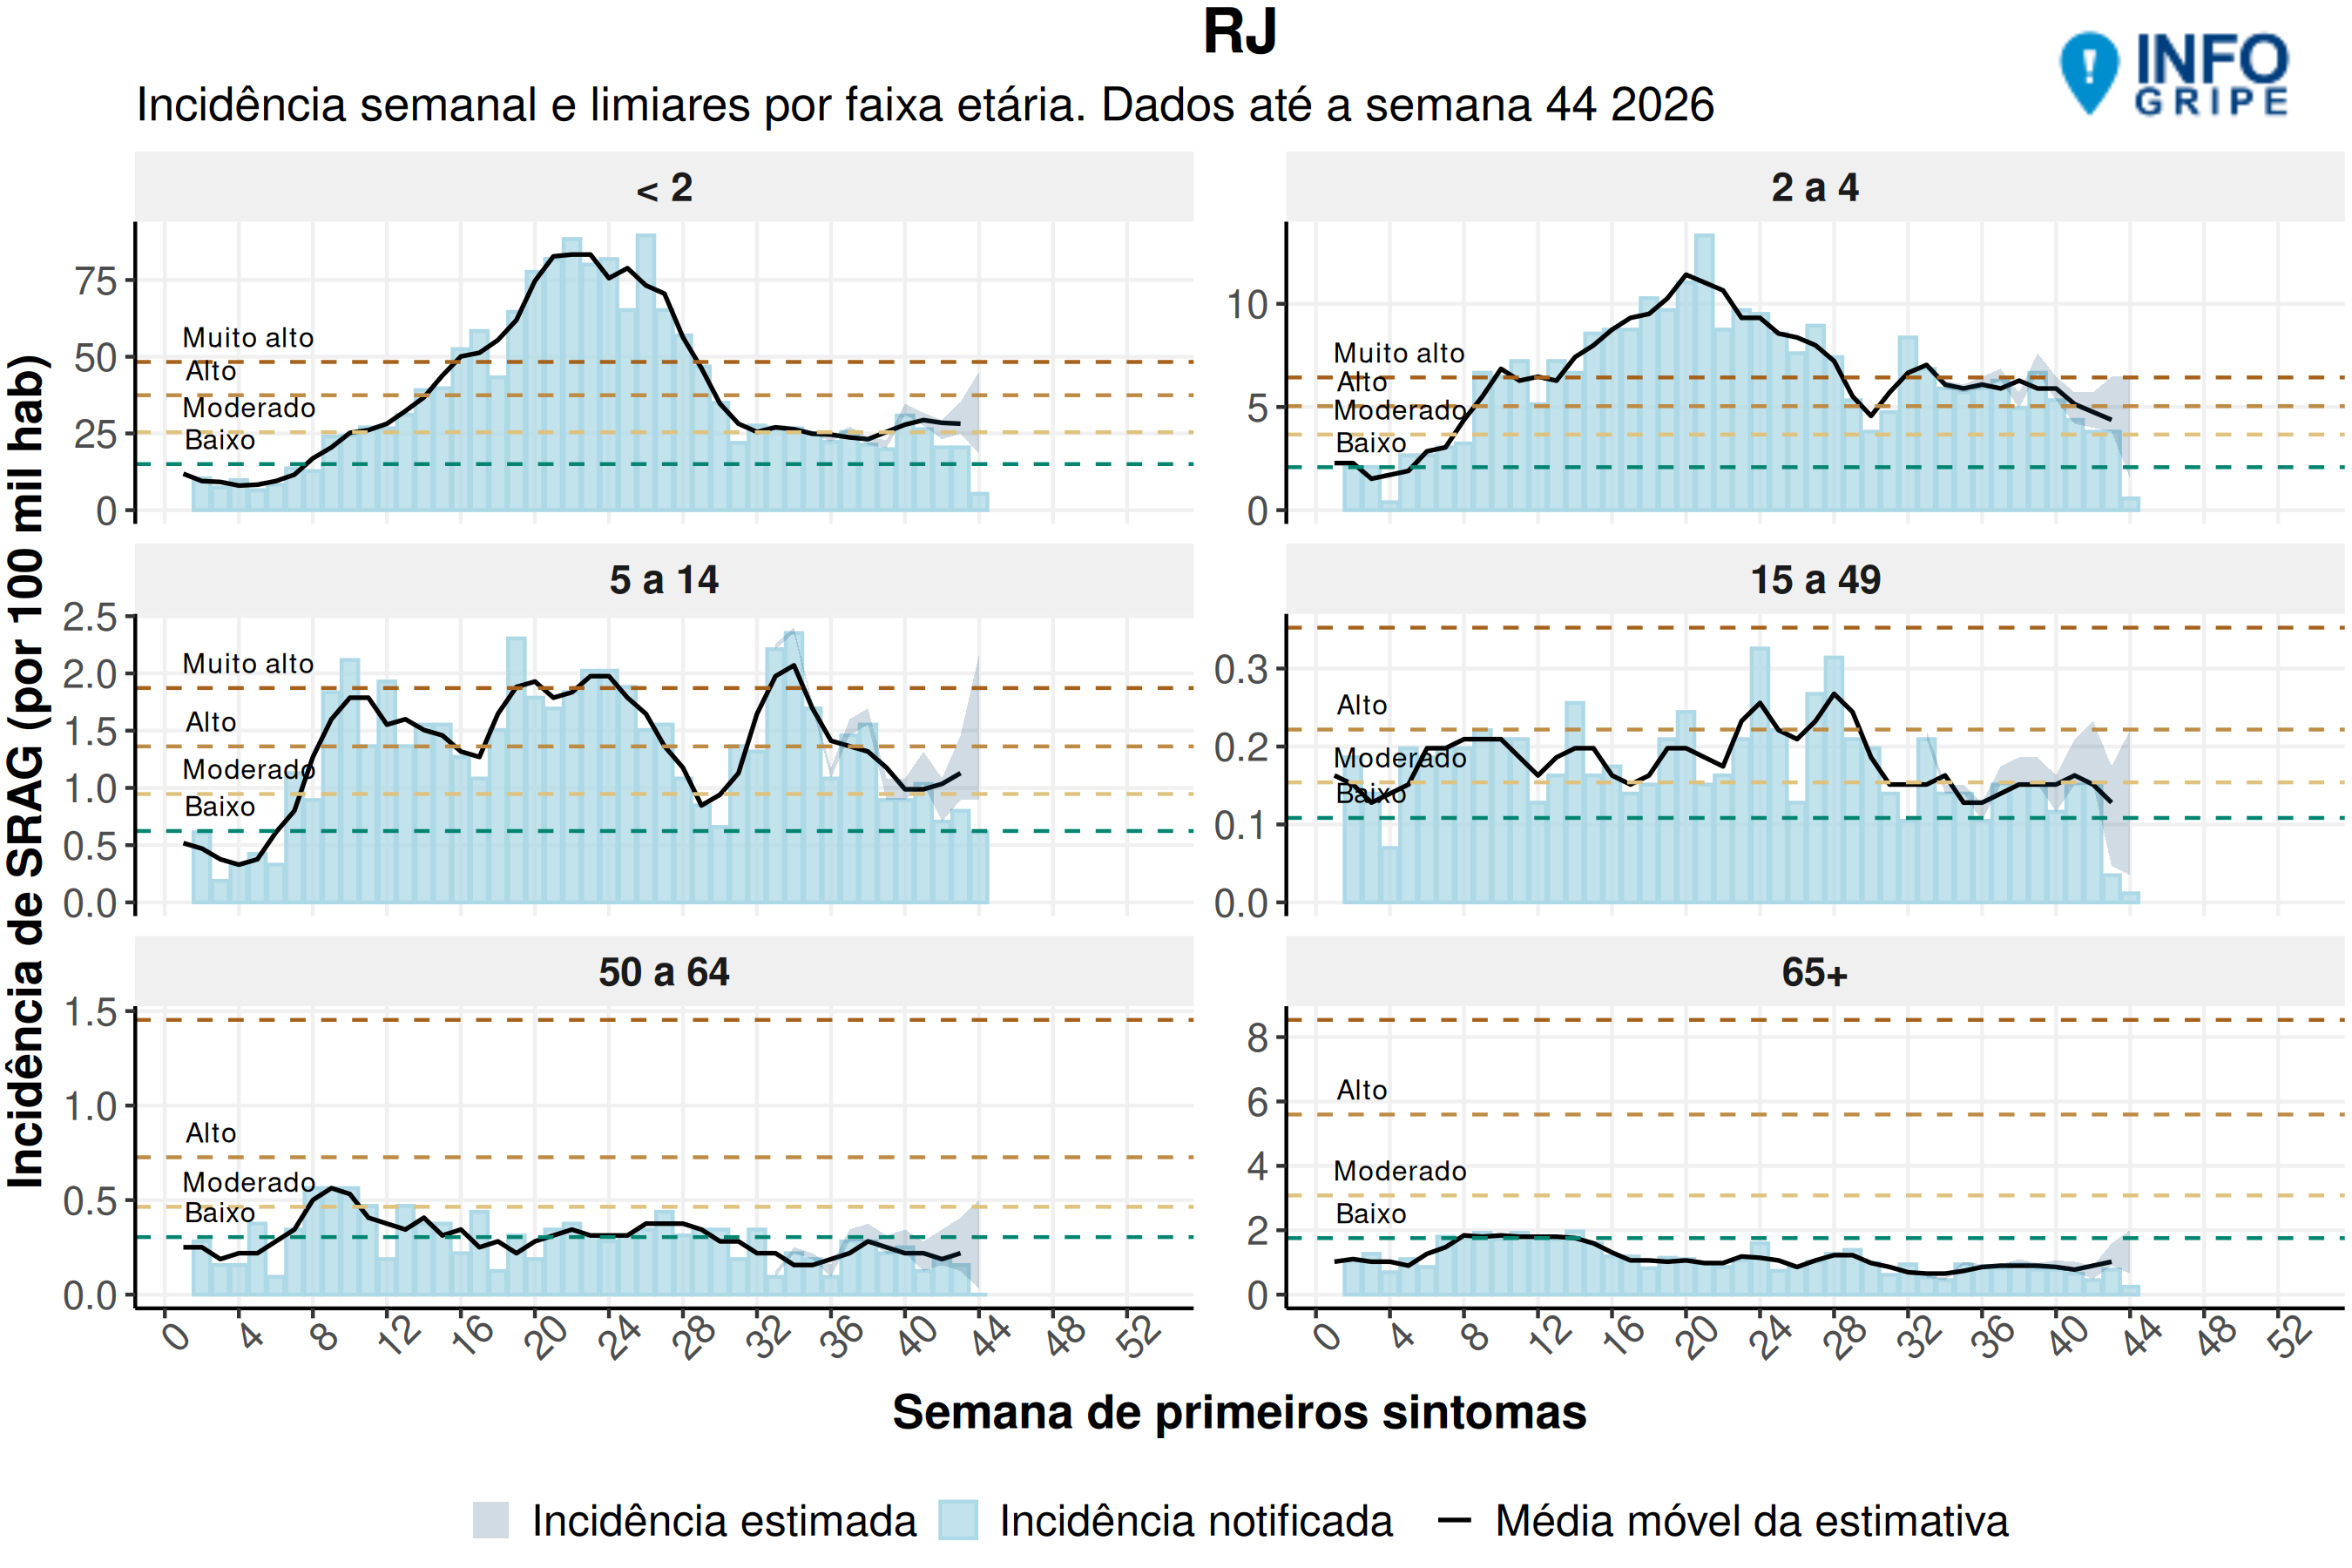 RJ
INFO
GRIPE
Incidência semanal e limiares por faixa etária. Dados até a semana 44 2026
Incidência de SRAG (por 100 mil hab)
< 2
75
50
25
0
Muito alto
Alto
Moderado
Baixo
2 a 4
10
5
0
Muito alto
Alto
Moderado
Baixo
5 a 14
2.5
2.0
1.5
1.0
0.5
0.0
Muito alto
Alto
Moderado
Baixo
15 a 49
0.3
0.2
0.1
0.0
Alto
Moderado
Baixo
50 a 64
1.5
1.0
0.5
0.0
Alto
Moderado
Baixo
0 4 8 12 16 20 24 28 32 36 40 44 48 52
65+
8
6
4
2
0
Alto
Moderado
Baixo
0 4 8 12 16 20 24 28 32 36 40 44 48 52
Semana de primeiros sintomas
Incidência estimada Incidência notificada Média móvel da estimativa